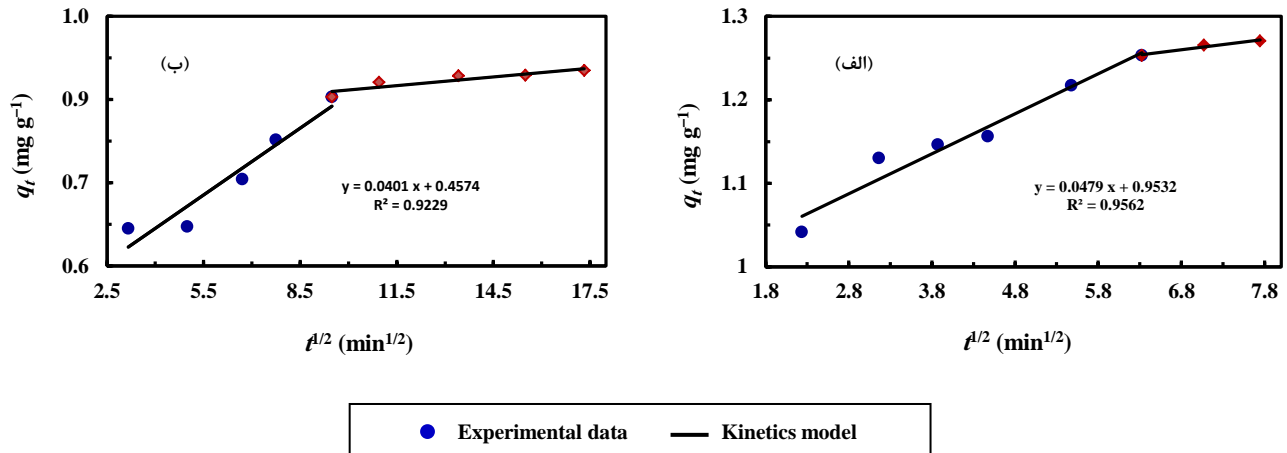 1.0
0.9
0.7
0.6
2.5 5.5 8.5 11.5 14.5 17.5
qt (mg g⁻¹)
t¹/² (min¹/²)
(ب)
y = 0.0401 x + 0.4574
R² = 0.9229
1.3
1.2
1.1
1
1.8 2.8 3.8 4.8 5.8 6.8 7.8
qt (mg g⁻¹)
t¹/² (min¹/²)
(الف)
y = 0.0479 x + 0.9532
R² = 0.9562
Experimental data Kinetics model